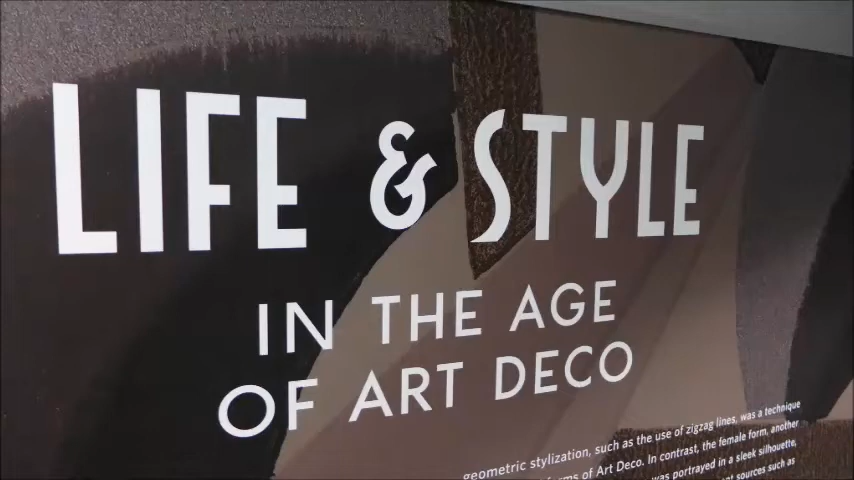 LIFE & STYLE
IN THE AGE
OF ART DECO
geometric stylization, such as the use of zigzag lines, was a technique
forms of Art Deco. In contrast, the female form, another
was portrayed in a sleek silhouette,
sources such as